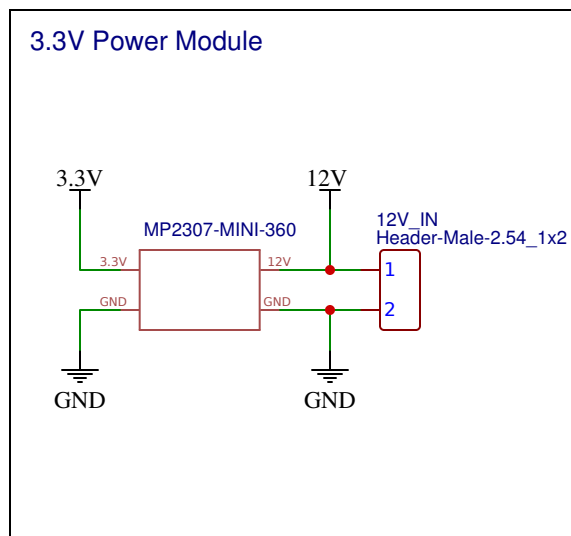 3.3V Power Module
3.3V
12V
MP2307-MINI-360
12V_IN
Header-Male-2.54_1x2
3.3V
12V
1
GND
GND
2
GND
GND